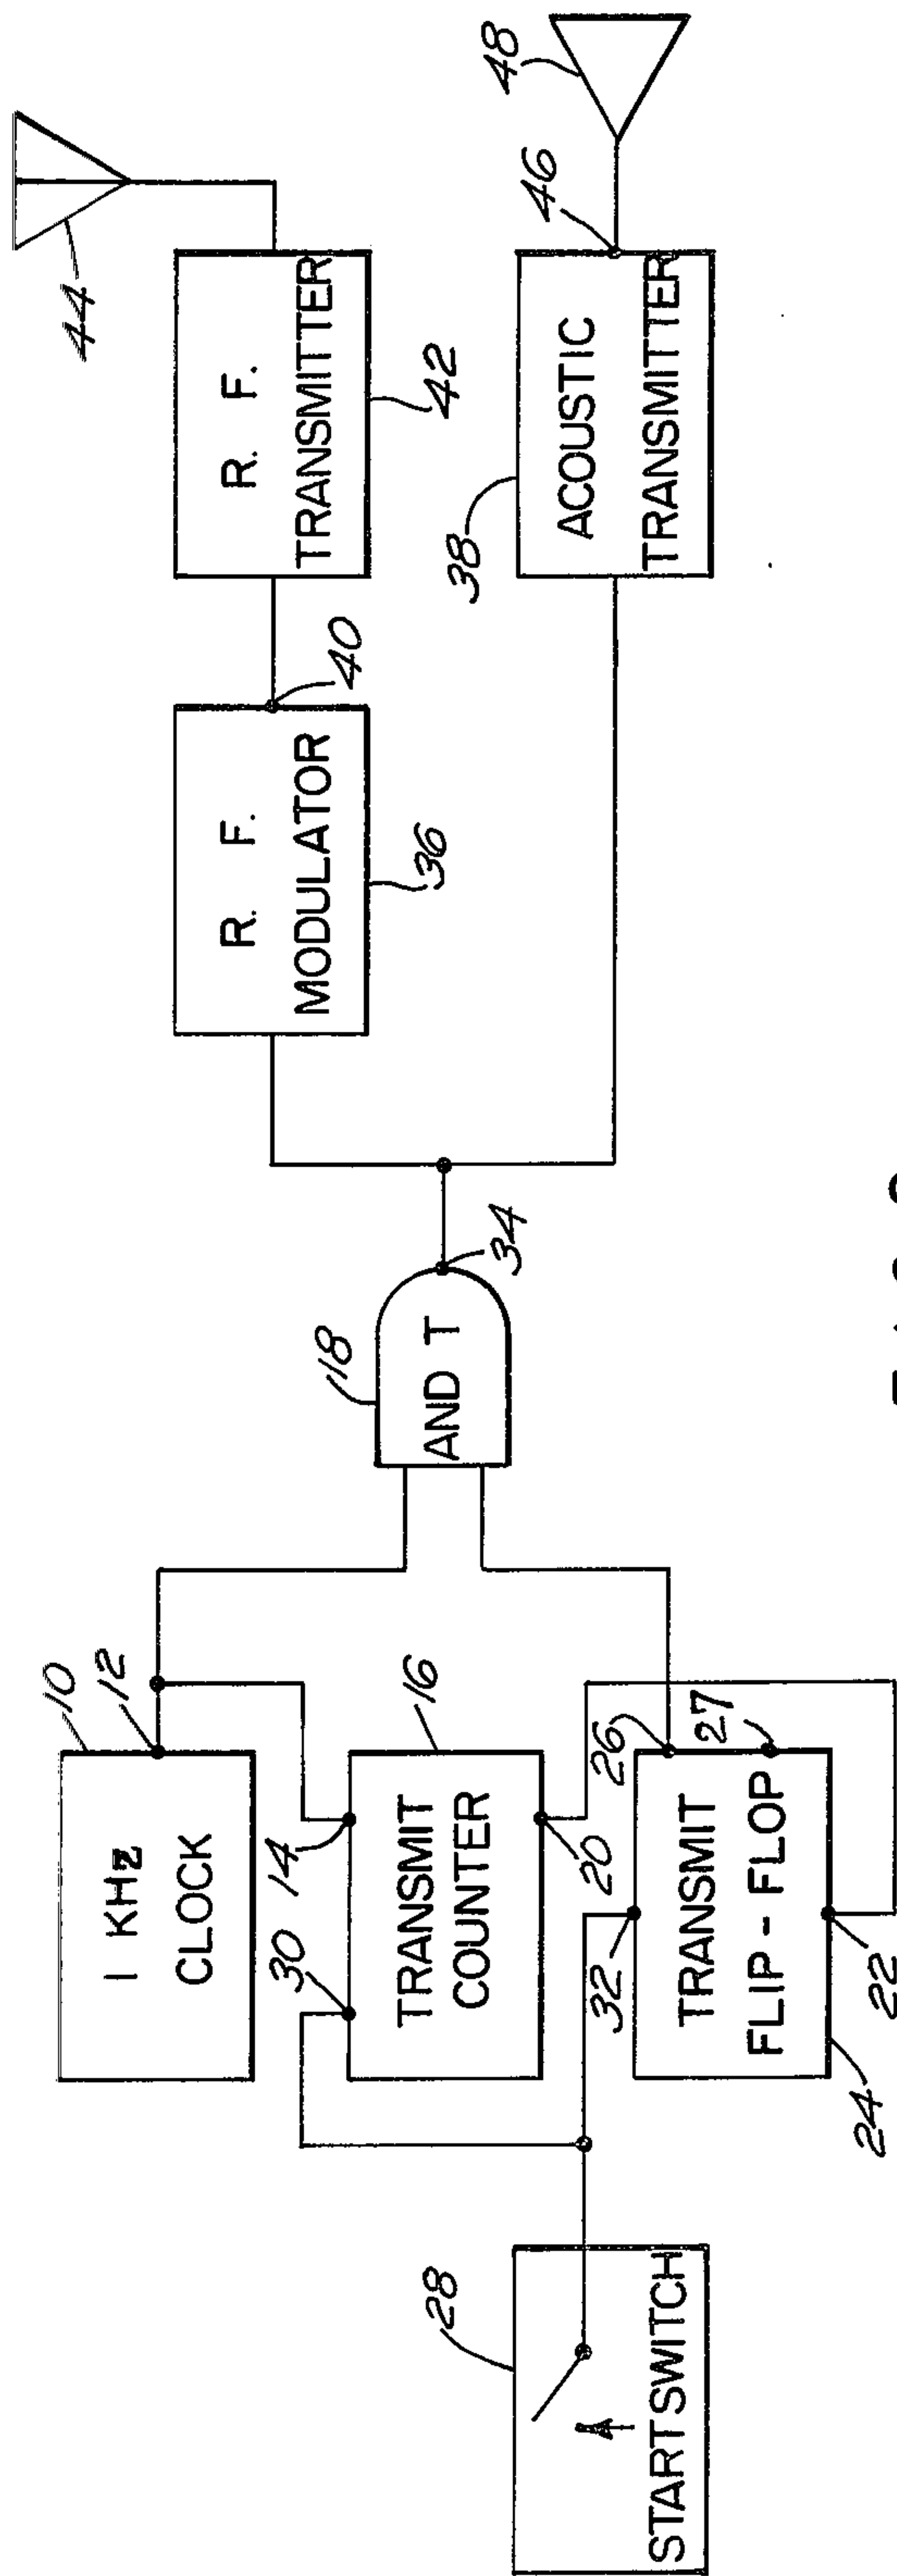 44
48
R. F.
TRANSMITTER
42
46
ACOUSTIC
TRANSMITTER
38
40
R. F.
MODULATOR
36
34
18
AND T
10
12
1 KHz
CLOCK
14
16
30
TRANSMIT
COUNTER
20
26
27
32
TRANSMIT
FLIP-FLOP
22
24
28
START SWITCH